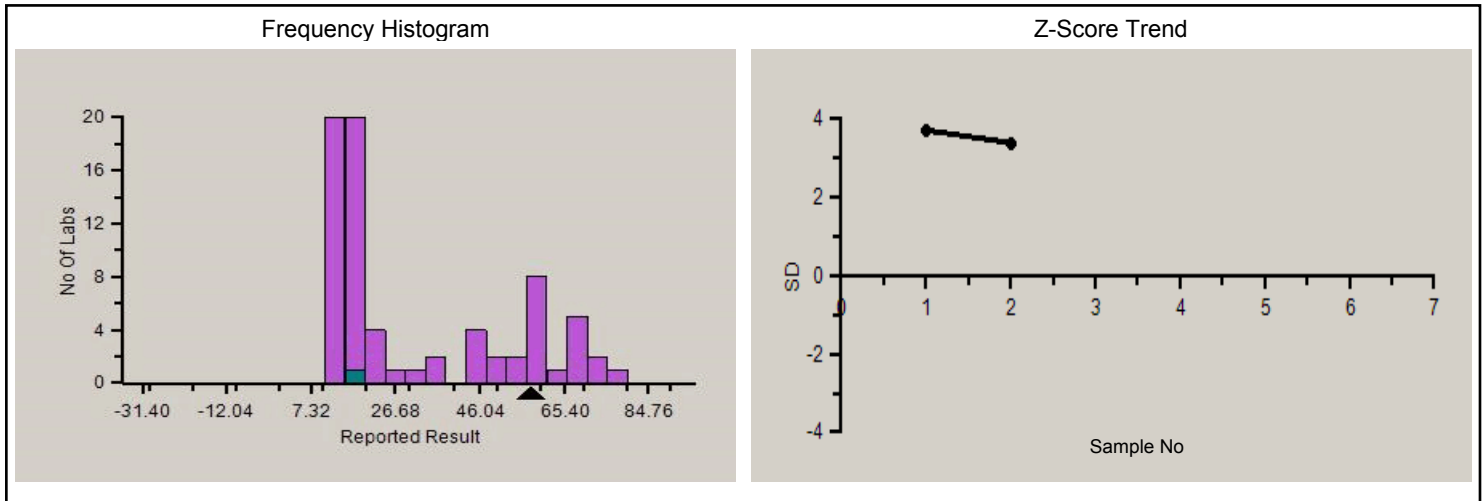 Frequency Histogram
20
16
12
8
4
0
No Of Labs
-31.40 -12.04 7.32 26.68 46.04 65.40 84.76
Reported Result
Z-Score Trend
4
2
0
-2
-4
SD
0 1 2 3 4 5 6 7
Sample No